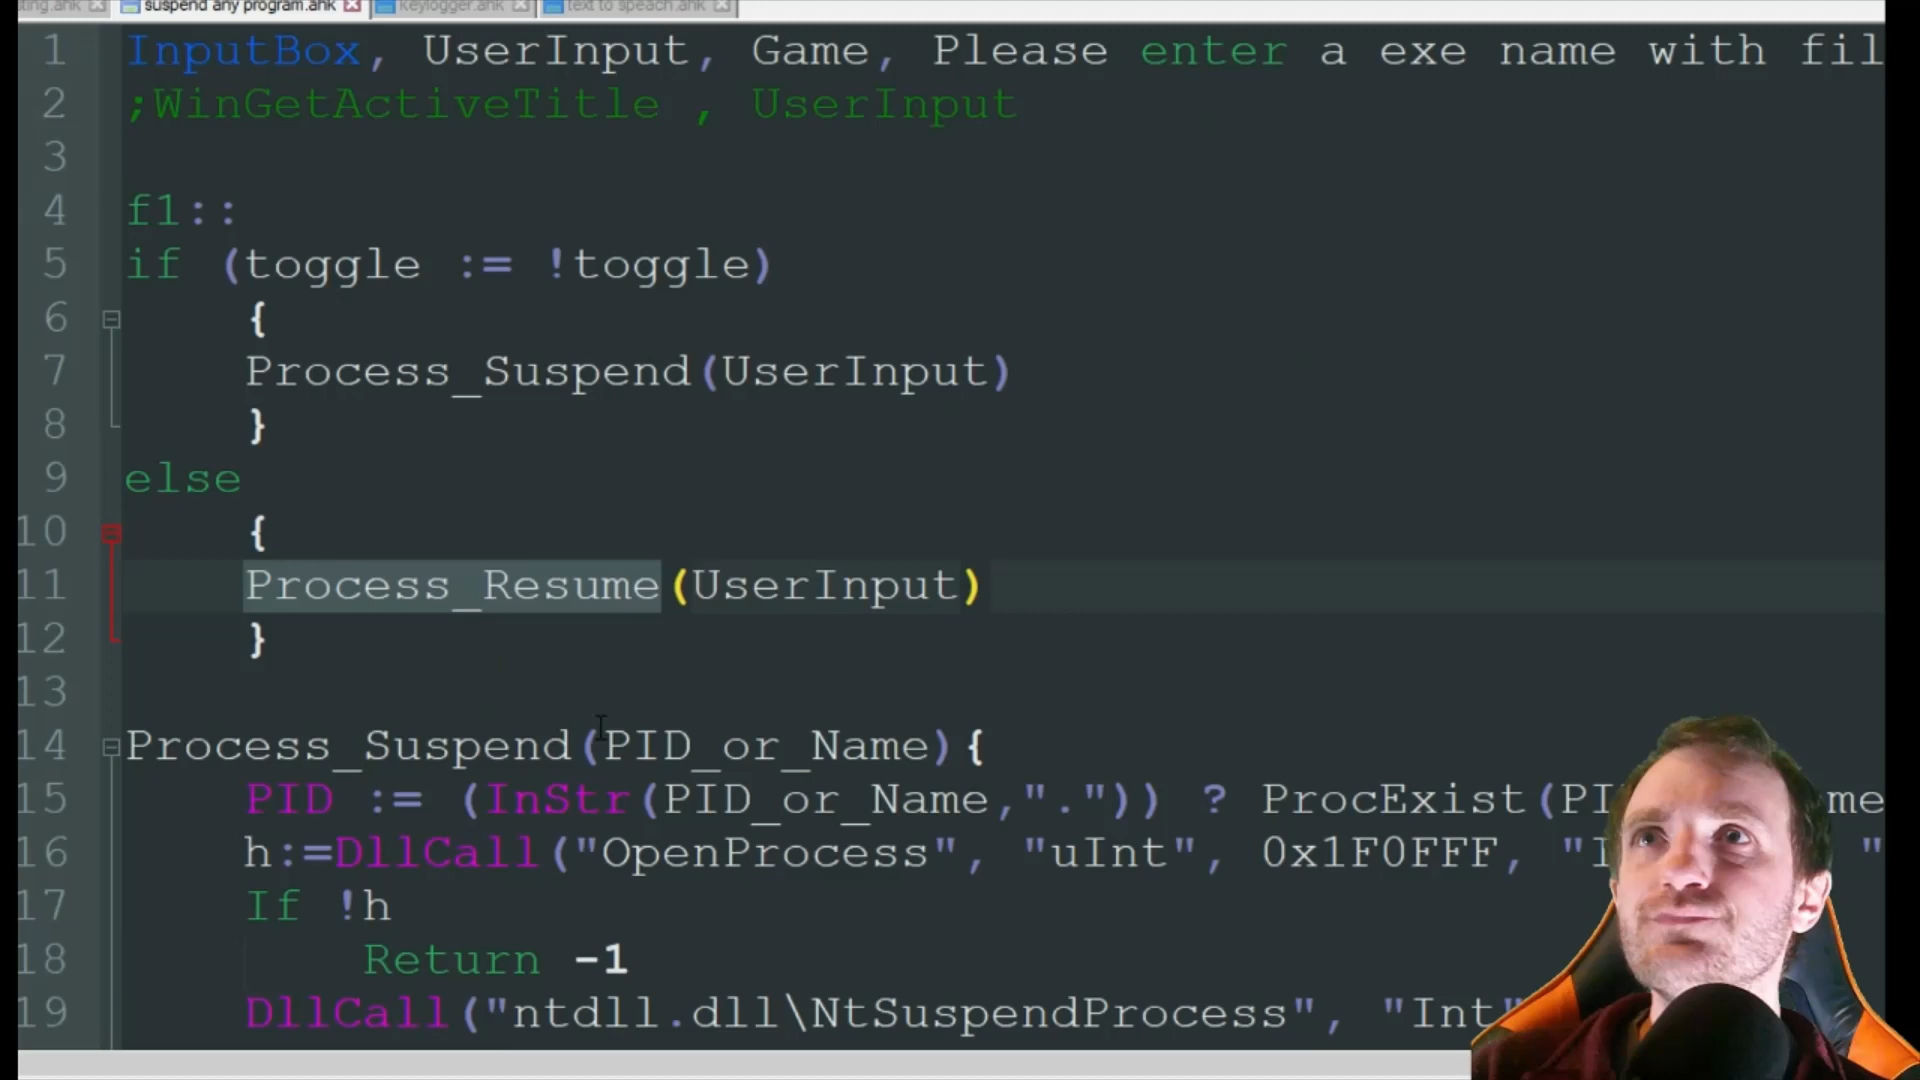 ting.ahk suspend any program.ahk keylogger.ahk text to speach.ahk
1 InputBox, UserInput, Game, Please enter a exe name with fil
2 ;WinGetActiveTitle , UserInput
3
4 f1::
5 if (toggle := !toggle)
6 {
7 Process_Suspend(UserInput)
8 }
9 else
10 {
11 Process_Resume(UserInput)
12 }
13
14 Process_Suspend(PID_or_Name){
15 PID := (InStr(PID_or_Name,".")) ? ProcExist(PI me
16 h:=DllCall("OpenProcess", "uInt", 0x1F0FFF, "I "
17 If !h
18 Return -1
19 DllCall("ntdll.dll\NtSuspendProcess", "Int"